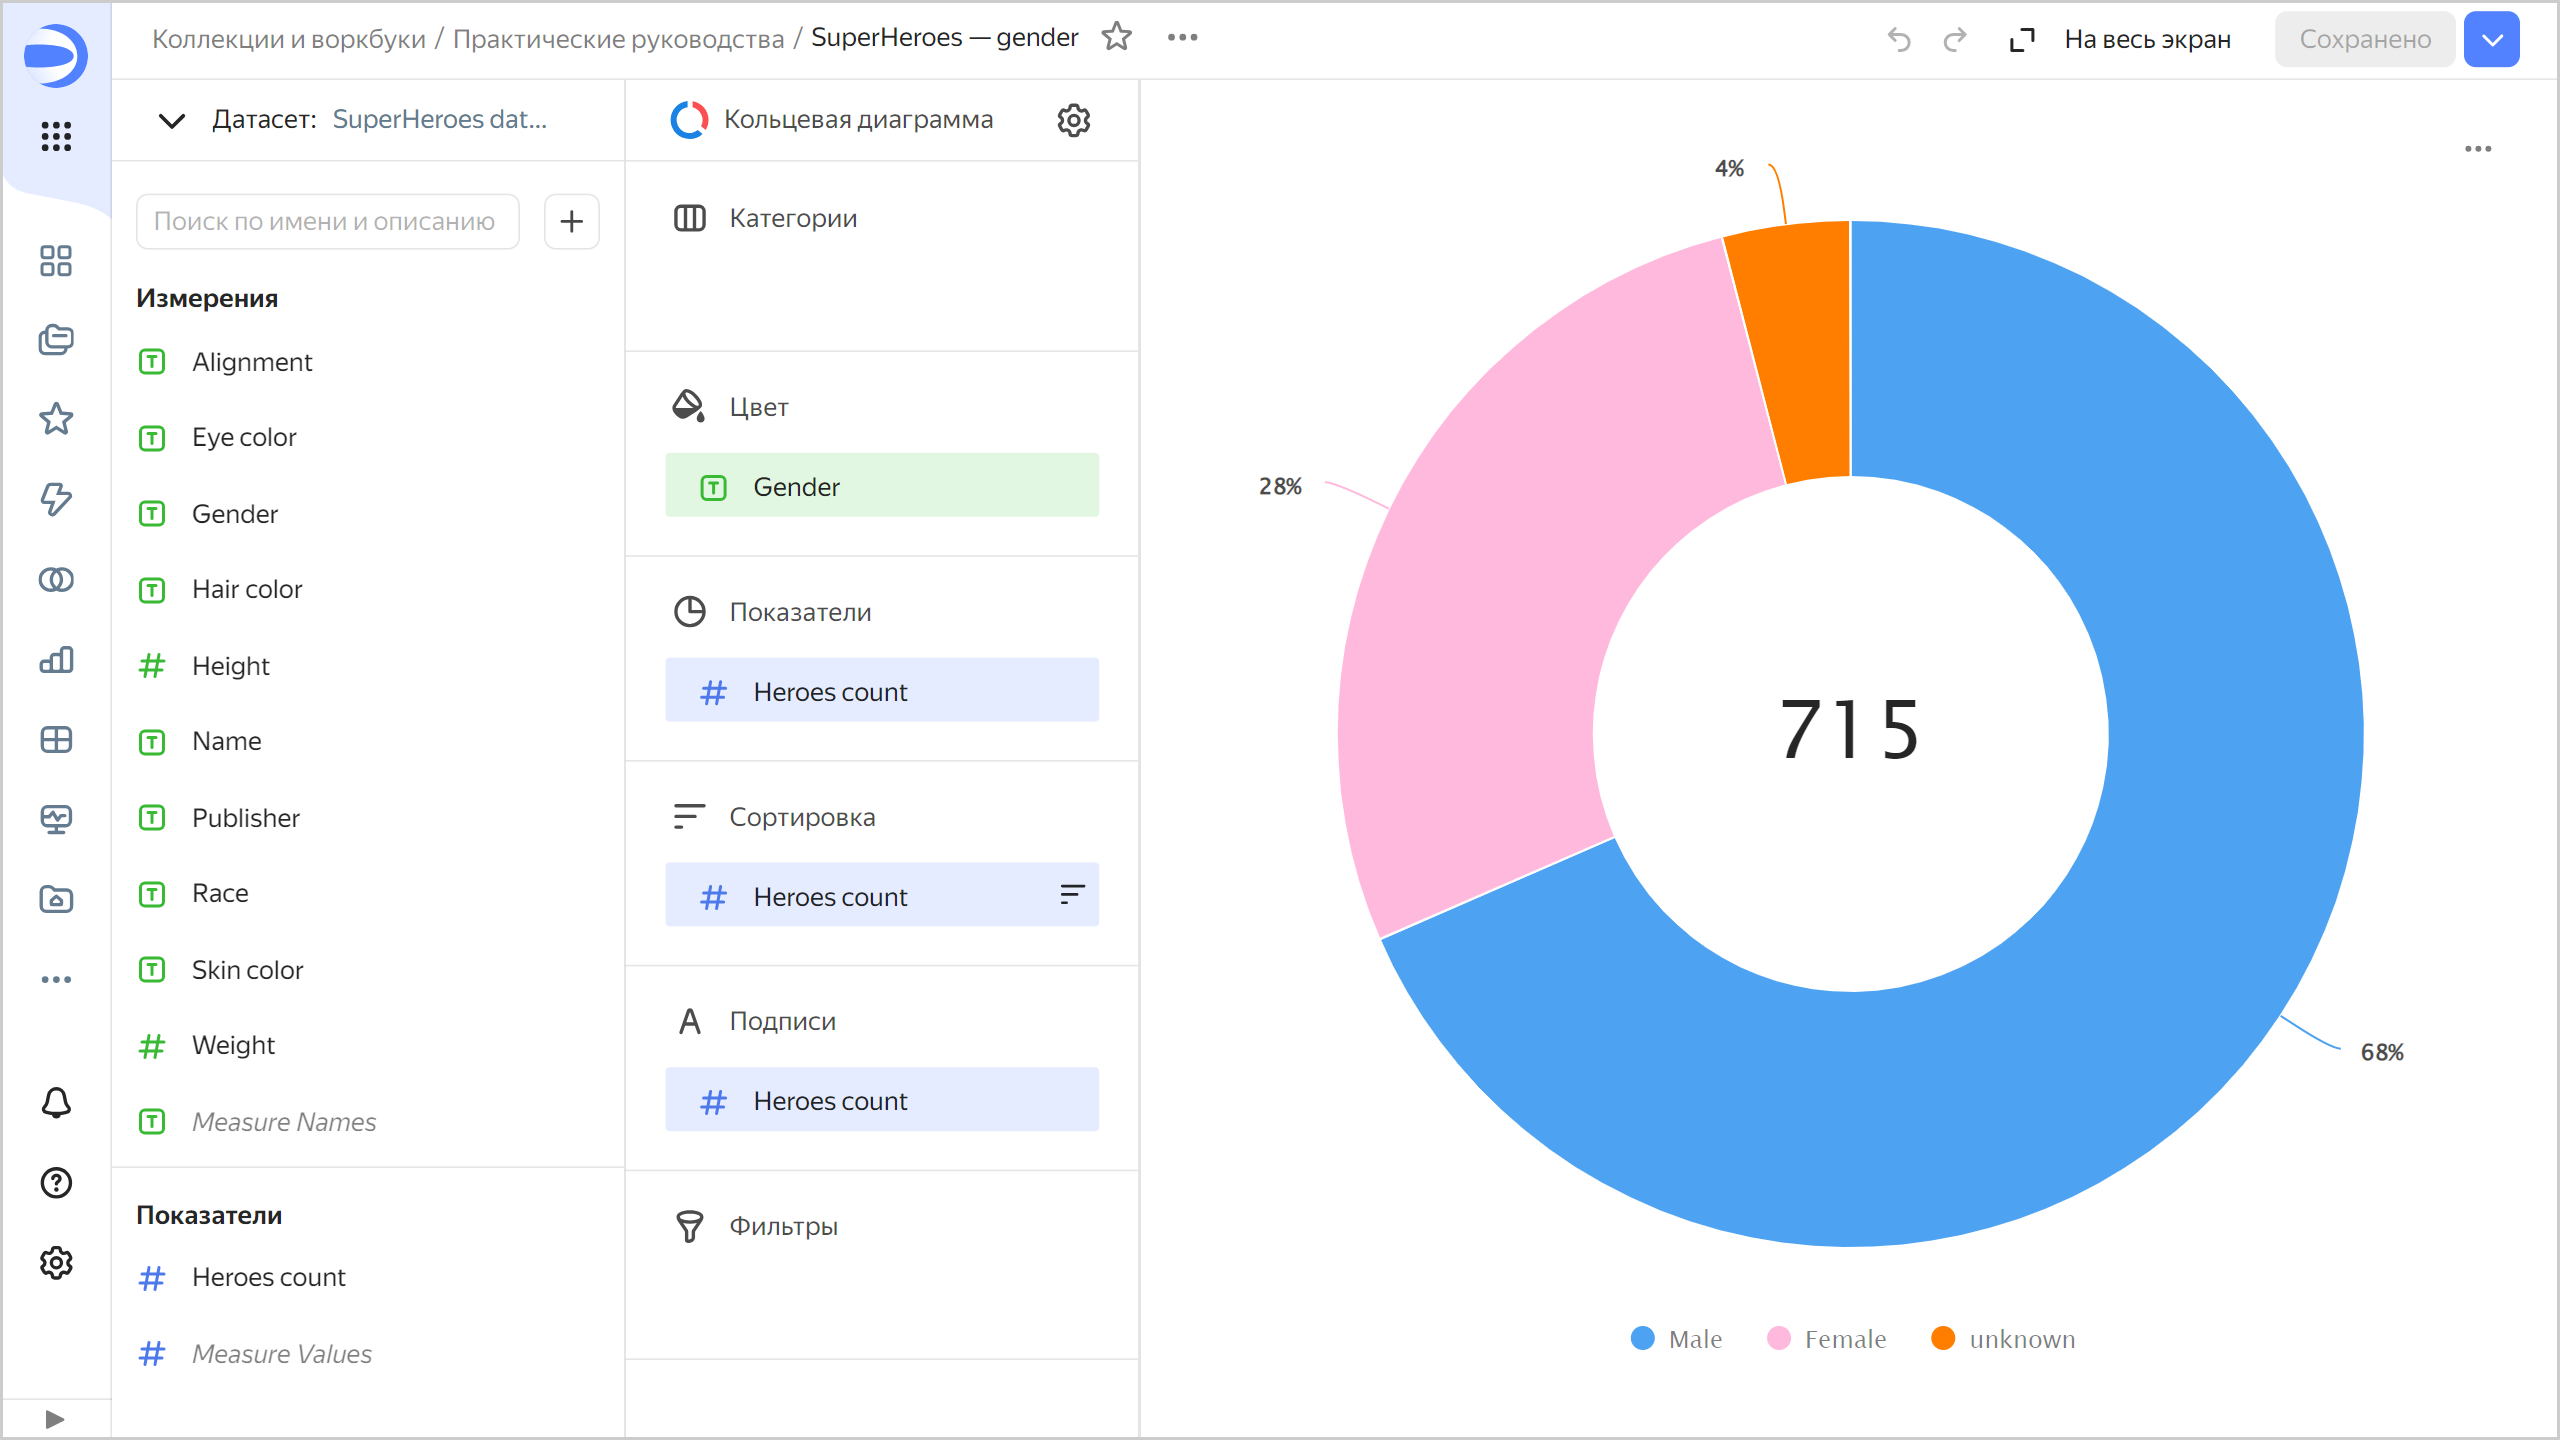 Коллекции и воркбуки / Практические руководства / SuperHeroes — gender
На весь экран
Сохранено
Датасет: SuperHeroes dat...
Поиск по имени и описанию
Измерения
Alignment
Eye color
Gender
Hair color
Height
Name
Publisher
Race
Skin color
Weight
Measure Names
Показатели
Heroes count
Measure Values
Кольцевая диаграмма
Категории
Цвет
Gender
Показатели
Heroes count
Сортировка
Heroes count
Подписи
Heroes count
Фильтры
4%
28%
715
68%
Male
Female
unknown